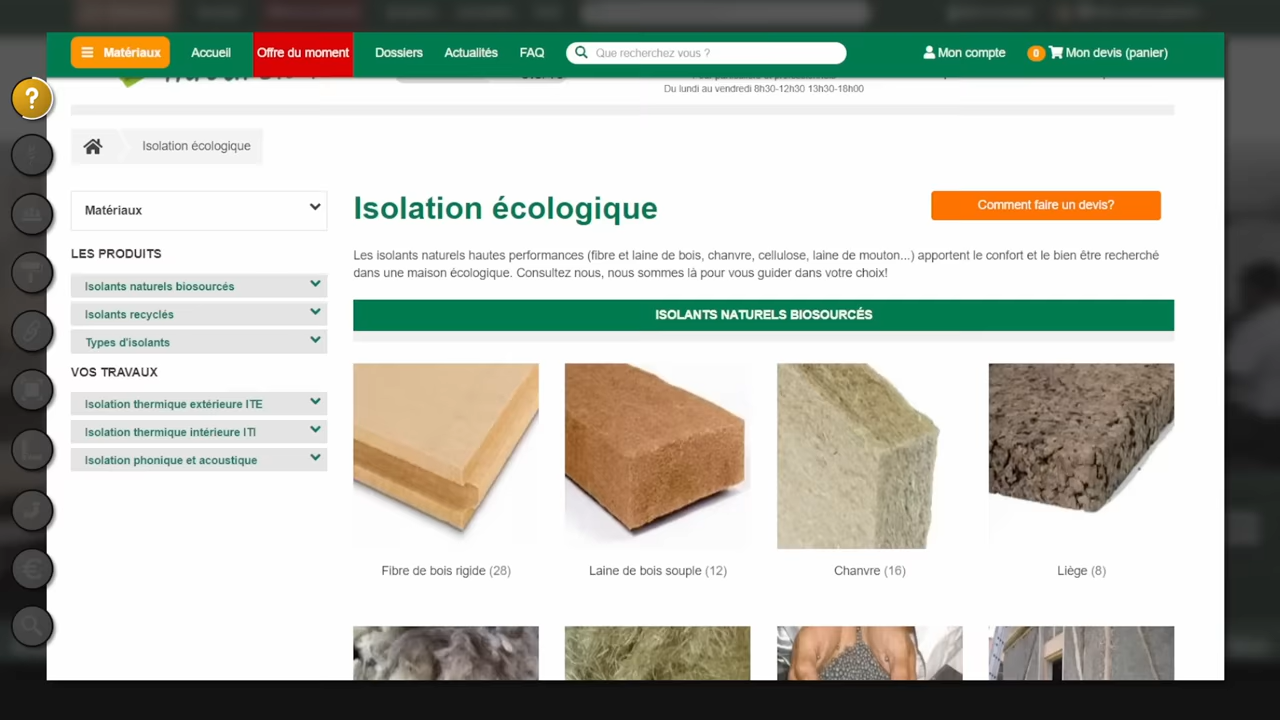 Matériaux
Accueil
Offre du moment
Dossiers
Actualités
FAQ
Que recherchez vous ?
Mon compte
0
Mon devis (panier)
Du lundi au vendredi 8h30-12h30 13h30-18h00
?
Isolation écologique
Matériaux
LES PRODUITS
Isolants naturels biosourcés
Isolants recyclés
Types d'isolants
VOS TRAVAUX
Isolation thermique extérieure ITE
Isolation thermique intérieure ITI
Isolation phonique et acoustique
Isolation écologique
Comment faire un devis?
Les isolants naturels hautes performances (fibre et laine de bois, chanvre, cellulose, laine de mouton...) apportent le confort et le bien être recherché
dans une maison écologique. Consultez nous, nous sommes là pour vous guider dans votre choix!
ISOLANTS NATURELS BIOSOURCÉS
Fibre de bois rigide (28)
Laine de bois souple (12)
Chanvre (16)
Liège (8)